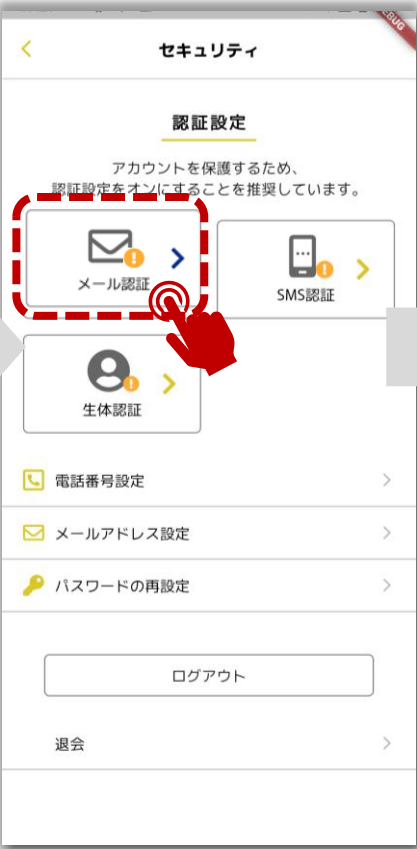 セキュリティ
認証設定
アカウントを保護するため、
認証設定をオンにすることを推奨しています。
メール認証
SMS認証
生体認証
電話番号設定
メールアドレス設定
パスワードの再設定
ログアウト
退会